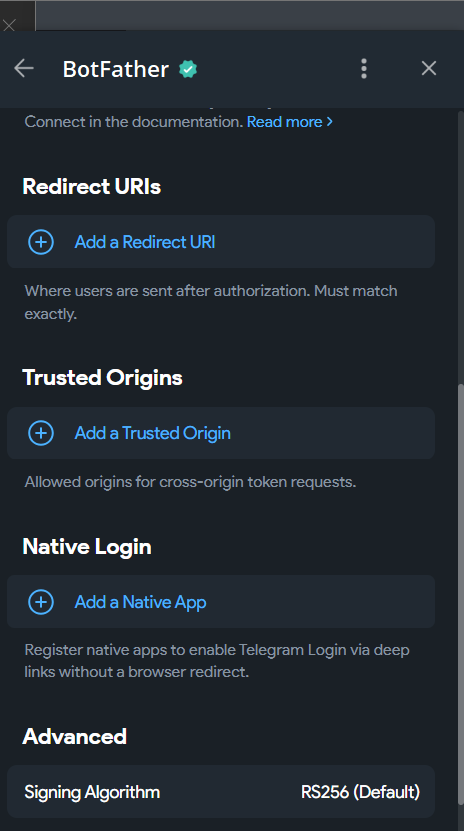 BotFather
Connect in the documentation. Read more >
Redirect URIs
Add a Redirect URI
Where users are sent after authorization. Must match
exactly.
Trusted Origins
Add a Trusted Origin
Allowed origins for cross-origin token requests.
Native Login
Add a Native App
Register native apps to enable Telegram Login via deep
links without a browser redirect.
Advanced
Signing Algorithm
RS256 (Default)